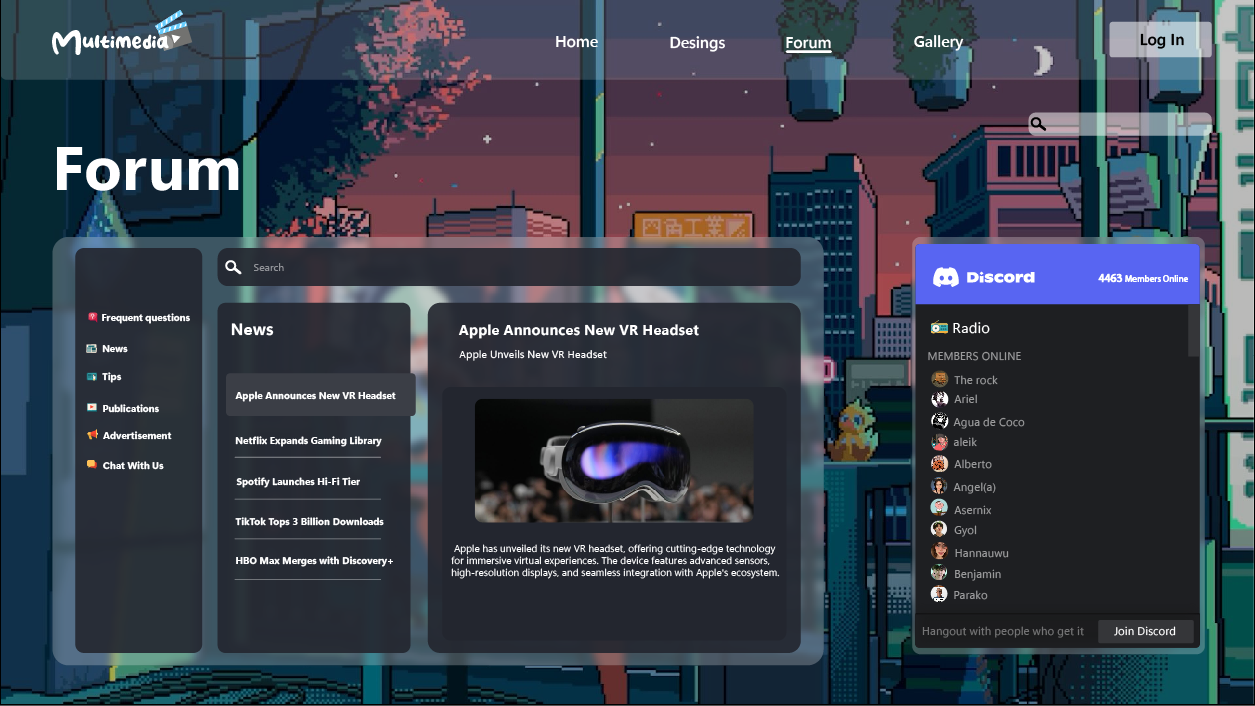 Multimedia
Home
Desings
Forum
Gallery
Log In
Forum
四角工業
Search
Frequent questions
News
Tips
Publications
Advertisement
Chat With Us
News
Apple Announces New VR Headset
Netflix Expands Gaming Library
Spotify Launches Hi-Fi Tier
TikTok Tops 3 Billion Downloads
HBO Max Merges with Discovery+
Apple Announces New VR Headset
Apple Unveils New VR Headset
Apple has unveiled its new VR headset, offering cutting-edge technology
for immersive virtual experiences. The device features advanced sensors,
high-resolution displays, and seamless integration with Apple's ecosystem.
Discord
4463 Members Online
Radio
MEMBERS ONLINE
The rock
Ariel
Agua de Coco
aleik
Alberto
Angel(a)
Asernix
Gyol
Hannauwu
Benjamin
Parako
Hangout with people who get it
Join Discord